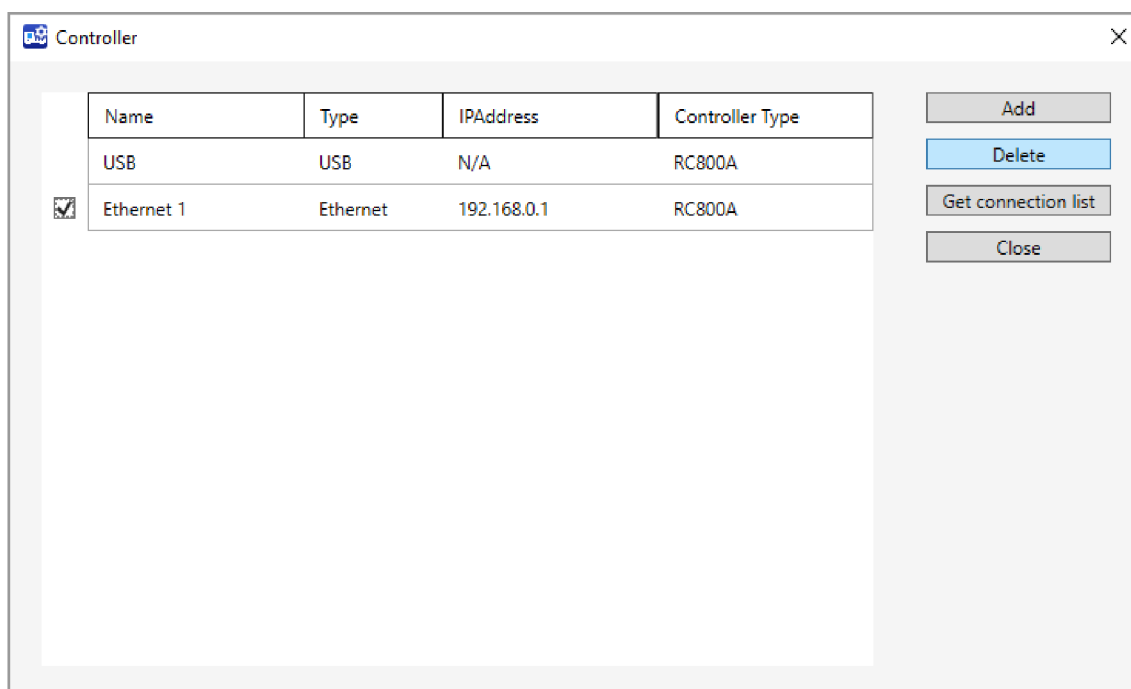 Controller
Name Type IPAddress Controller Type
USB USB N/A RC800A
Ethernet 1 Ethernet 192.168.0.1 RC800A
Add
Delete
Get connection list
Close